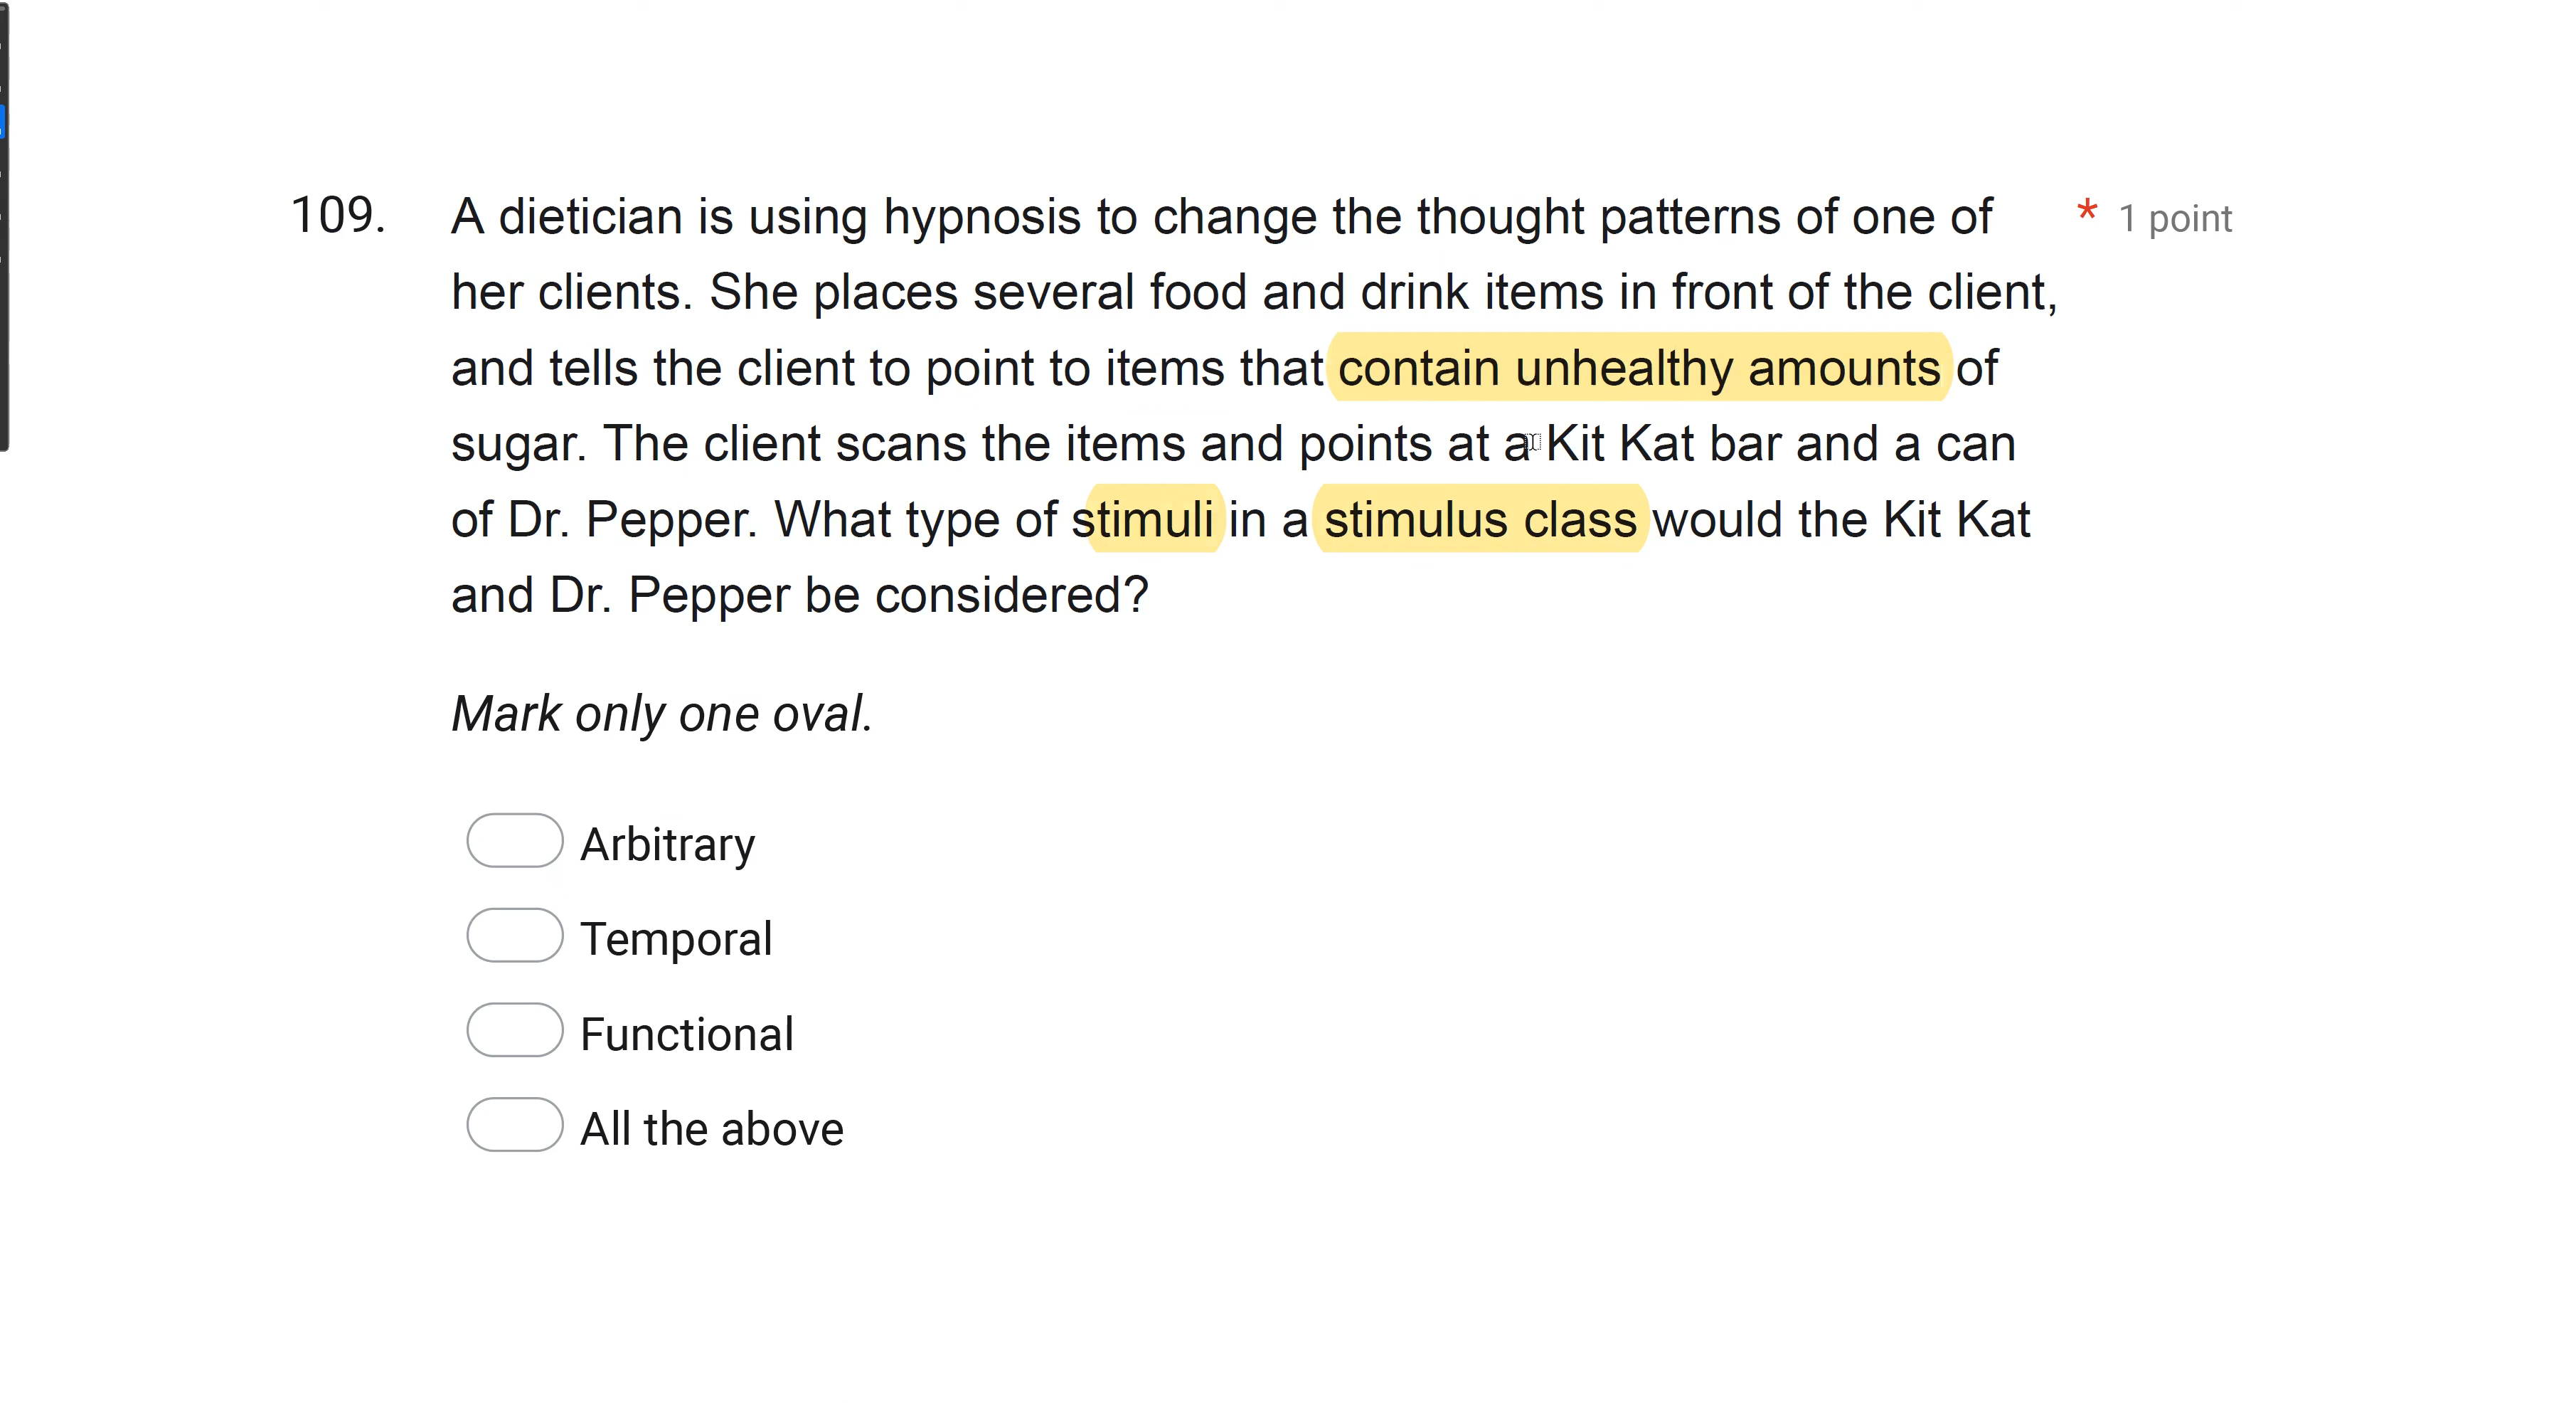 109. A dietician is using hypnosis to change the thought patterns of one of * 1 point
her clients. She places several food and drink items in front of the client,
and tells the client to point to items that contain unhealthy amounts of
sugar. The client scans the items and points at a Kit Kat bar and a can
of Dr. Pepper. What type of stimuli in a stimulus class would the Kit Kat
and Dr. Pepper be considered?
Mark only one oval.
Arbitrary
Temporal
Functional
All the above